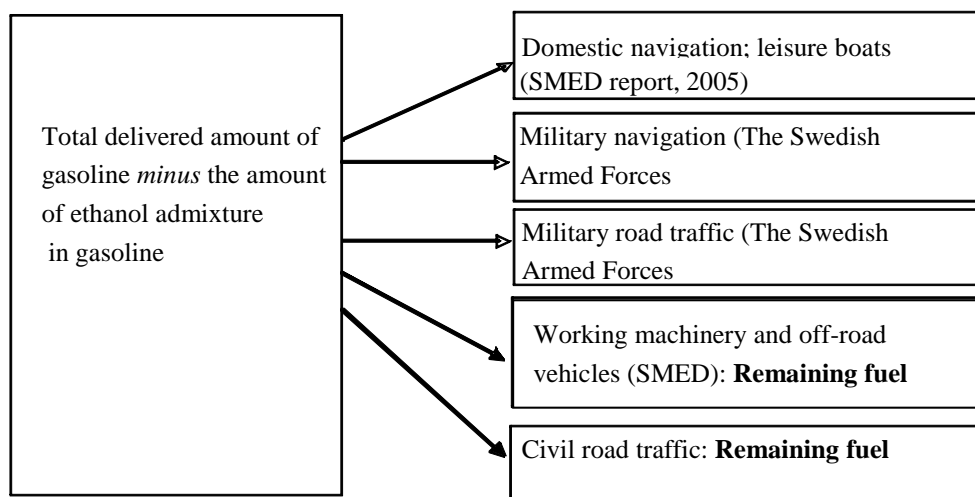 Total delivered amount of
gasoline minus the amount
of ethanol admixture
in gasoline
Domestic navigation; leisure boats
(SMED report, 2005)
Military navigation (The Swedish
Armed Forces
Military road traffic (The Swedish
Armed Forces
Working machinery and off-road
vehicles (SMED): Remaining fuel
Civil road traffic: Remaining fuel